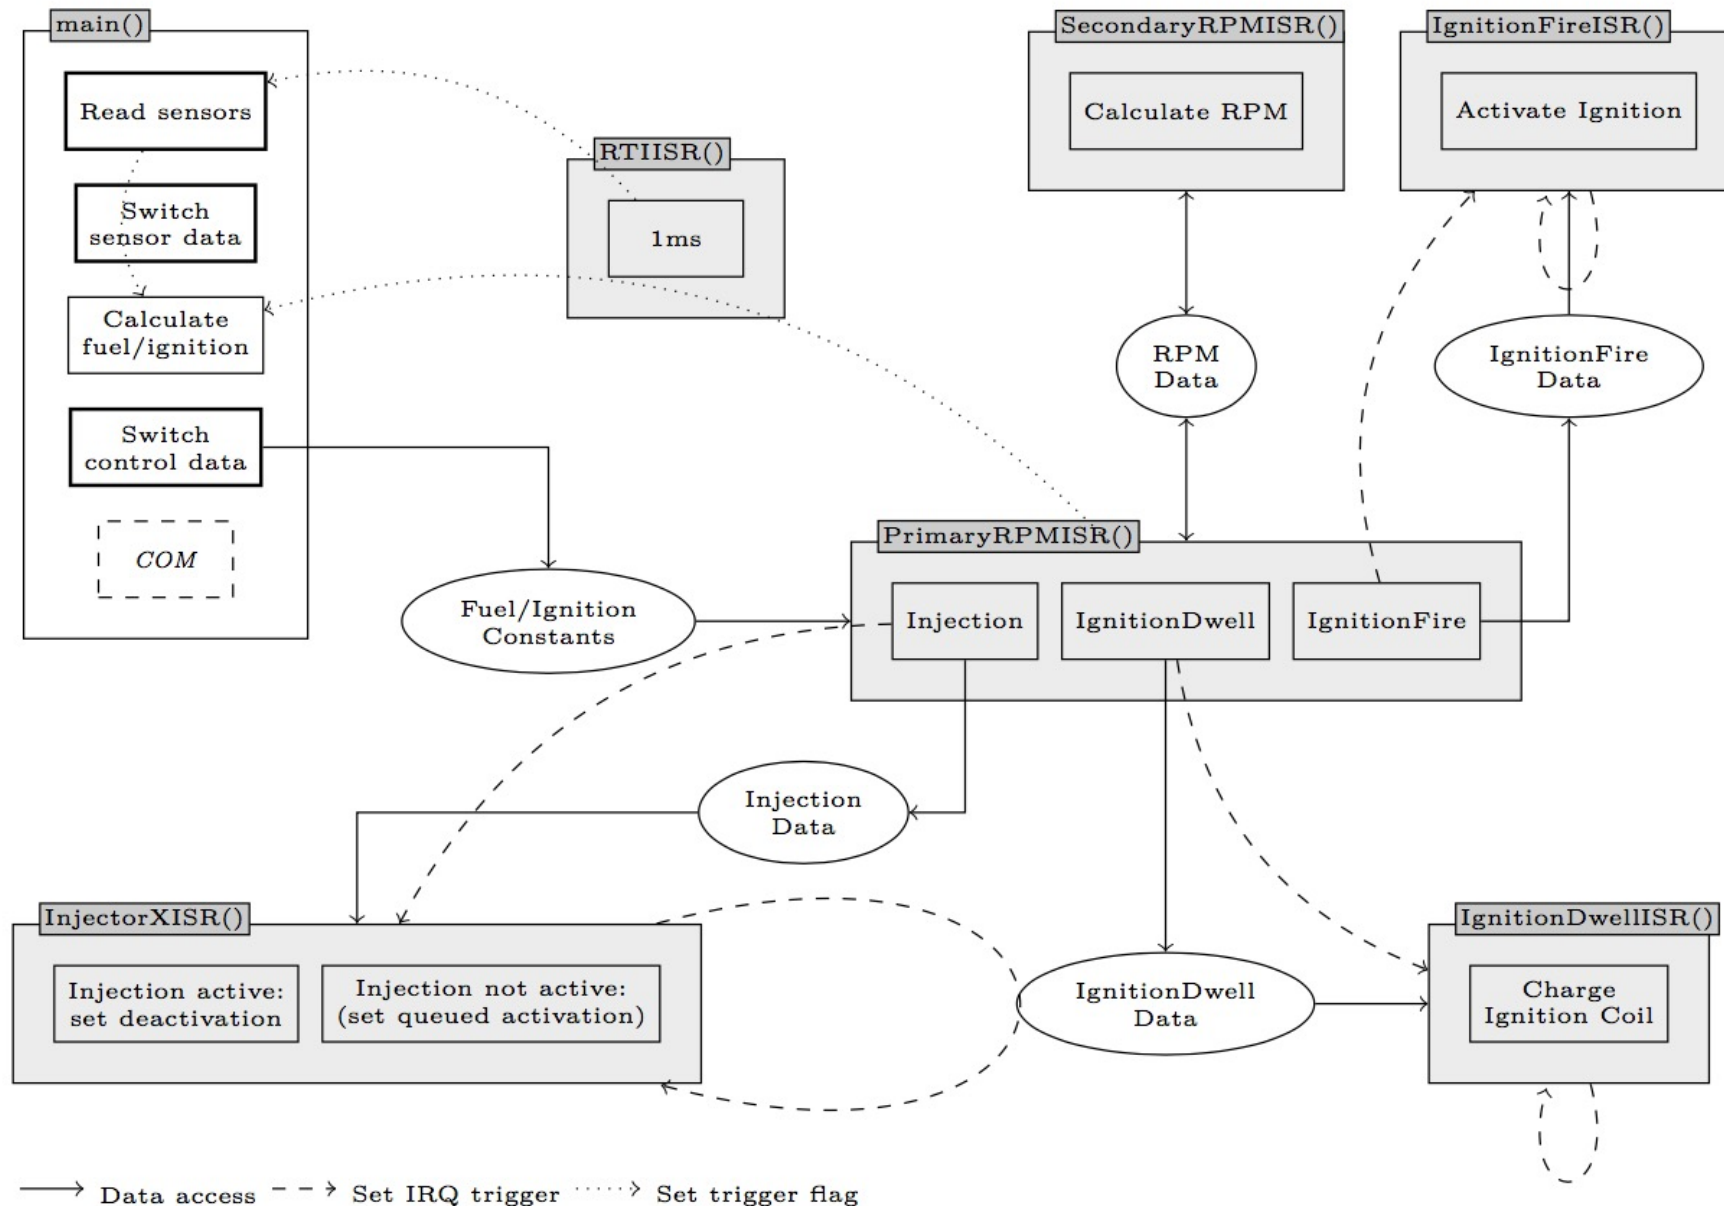 main()
Read sensors
Switch
sensor data
Calculate
fuel/ignition
Switch
control data
COM
RTIISR()
1ms
SecondaryRPMISR()
Calculate RPM
IgnitionFireISR()
Activate Ignition
RPM
Data
IgnitionFire
Data
Fuel/Ignition
Constants
PrimaryRPMISR()
Injection
IgnitionDwell
IgnitionFire
Injection
Data
InjectorXISR()
Injection active:
set deactivation
Injection not active:
(set queued activation)
IgnitionDwell
Data
IgnitionDwellISR()
Charge
Ignition Coil
Data access
Set IRQ trigger
Set trigger flag